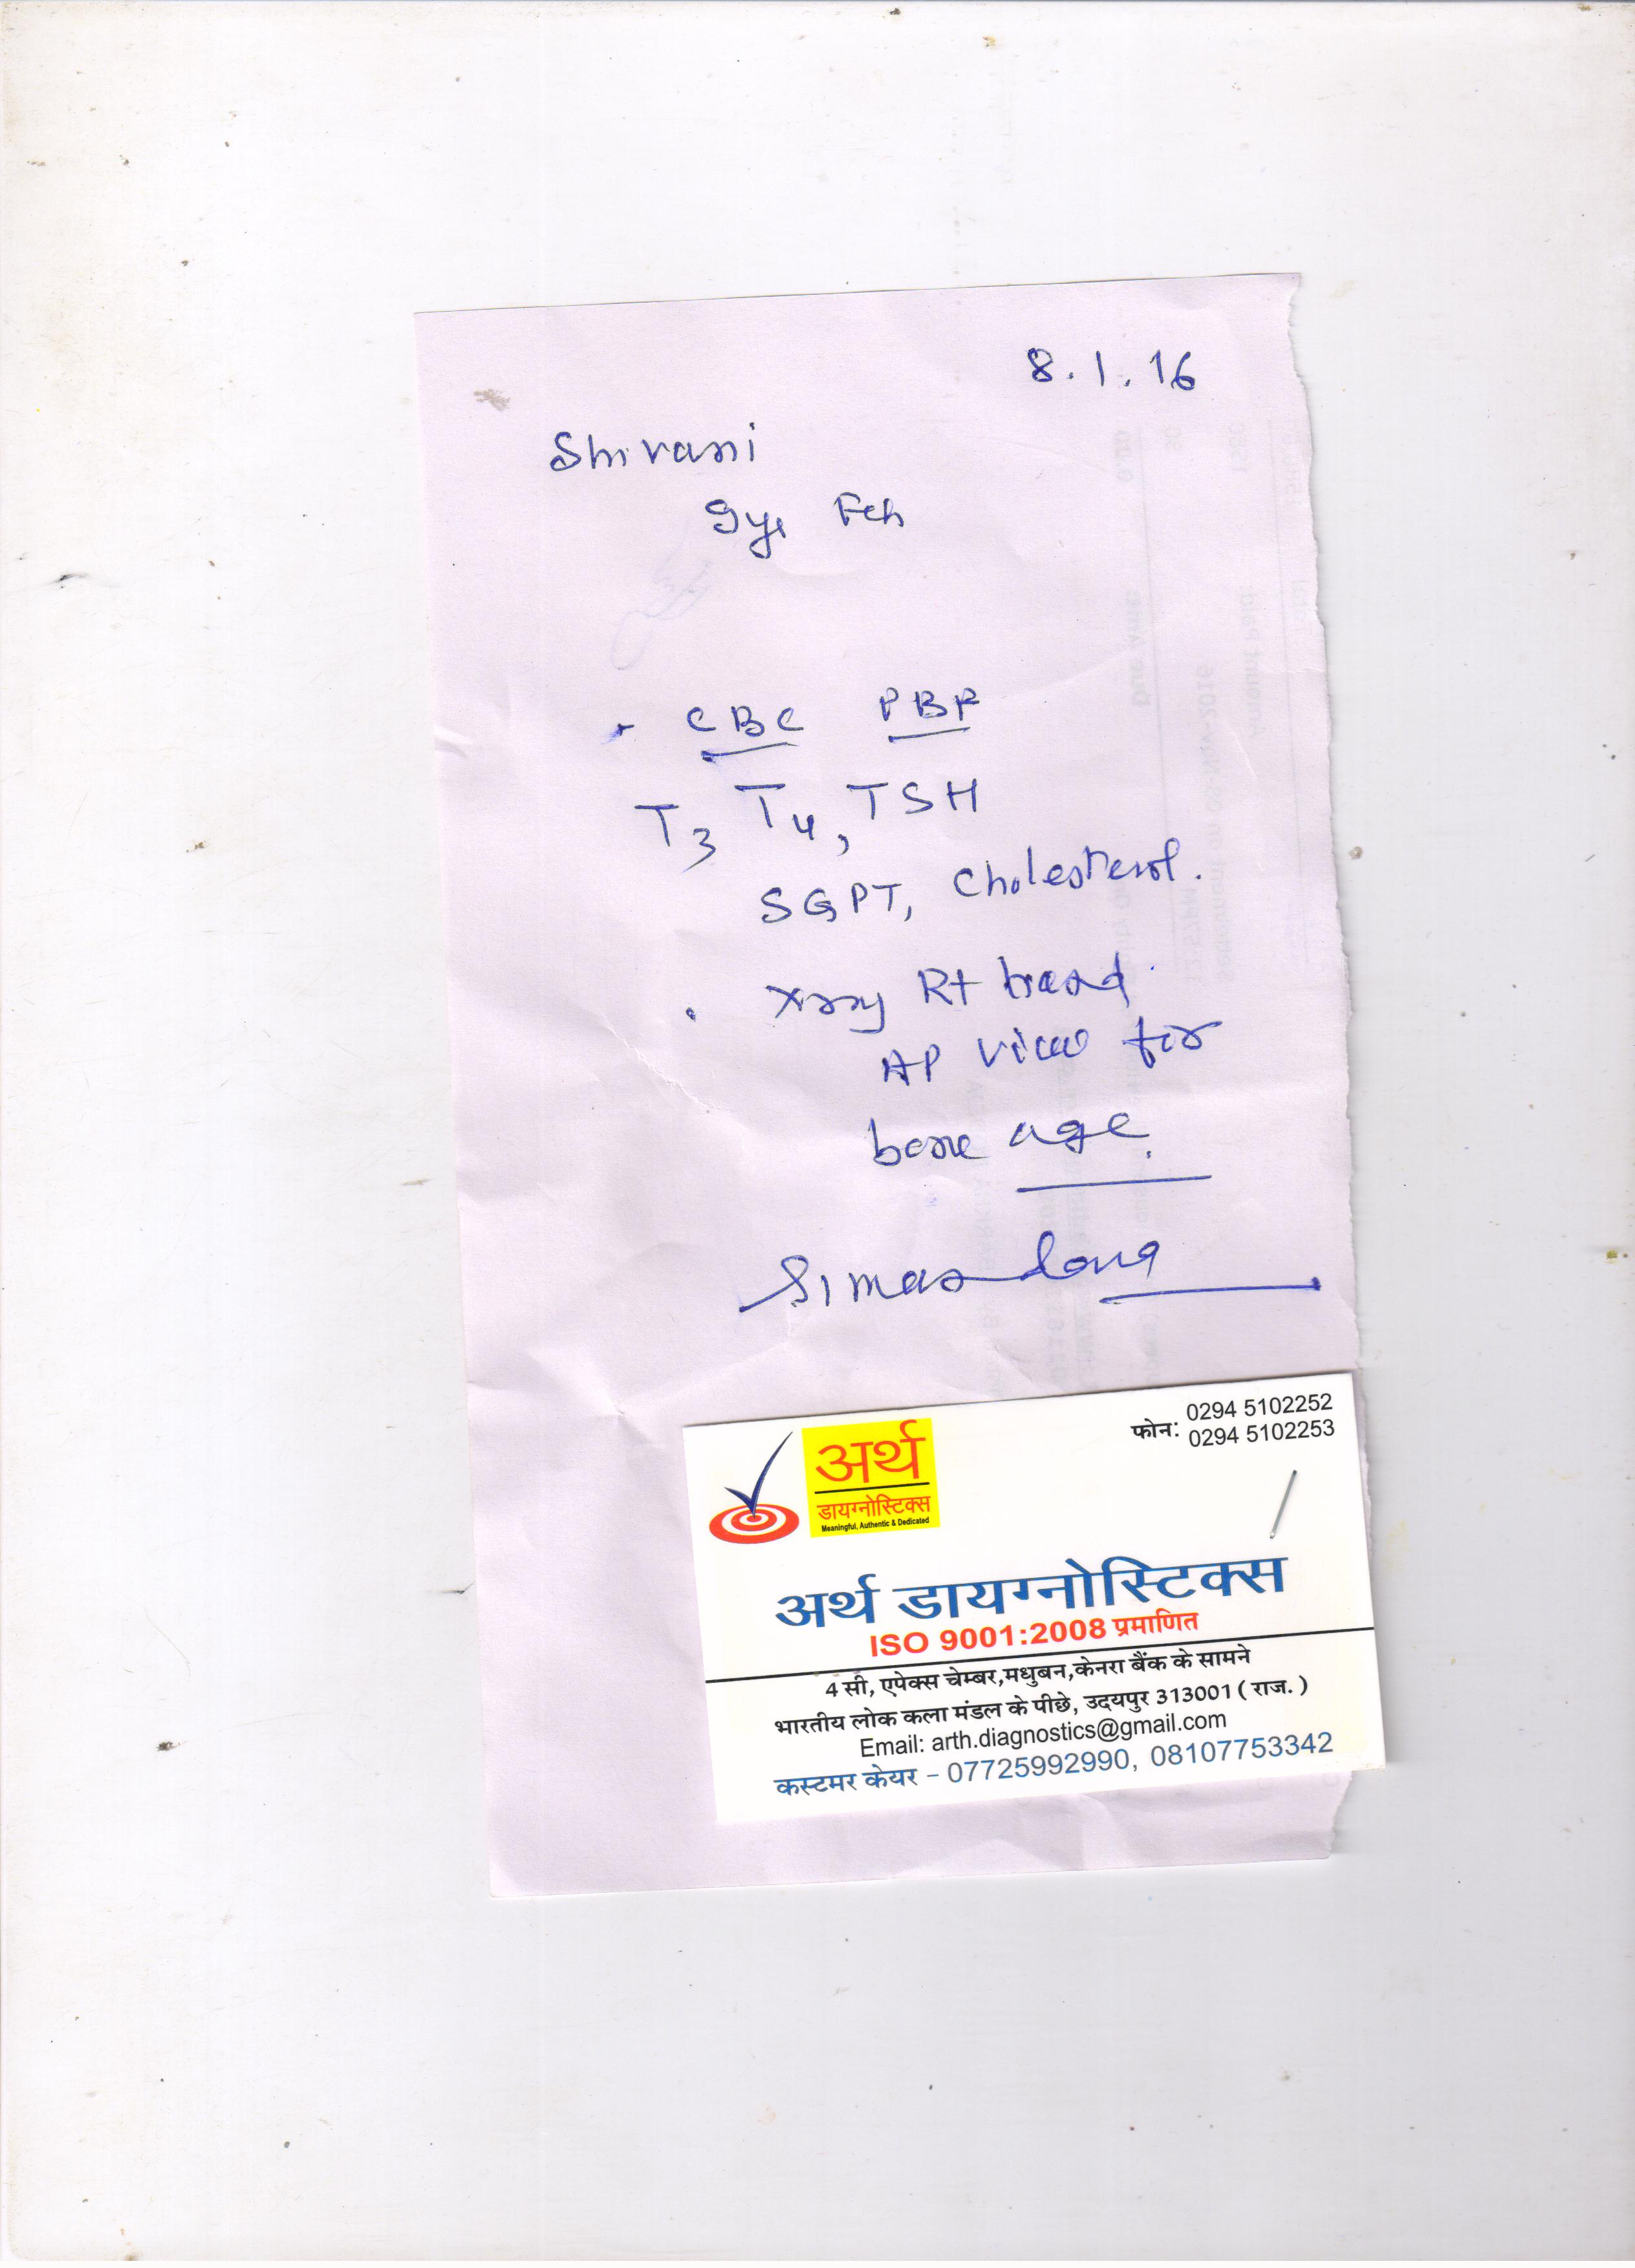 8.1.16
Shivani
9yr Fch
CBC PBF
T3 T4, TSH
SGPT, Cholesterol.
xray Rt hand
AP view for
bone age.
अर्थ
डायग्नोस्टिक्स
Meaningful, Authentic & Dedicated
फोन: 0294 5102252
0294 5102253
अर्थ डायग्नोस्टिक्स
ISO 9001:2008 प्रमाणित
4 सी, एपेक्स चेम्बर,मधुबन,केनरा बैंक के सामने
भारतीय लोक कला मंडल के पीछे, उदयपुर 313001 ( राज. )
Email: arth.diagnostics@gmail.com
कस्टमर केयर – 07725992990, 08107753342